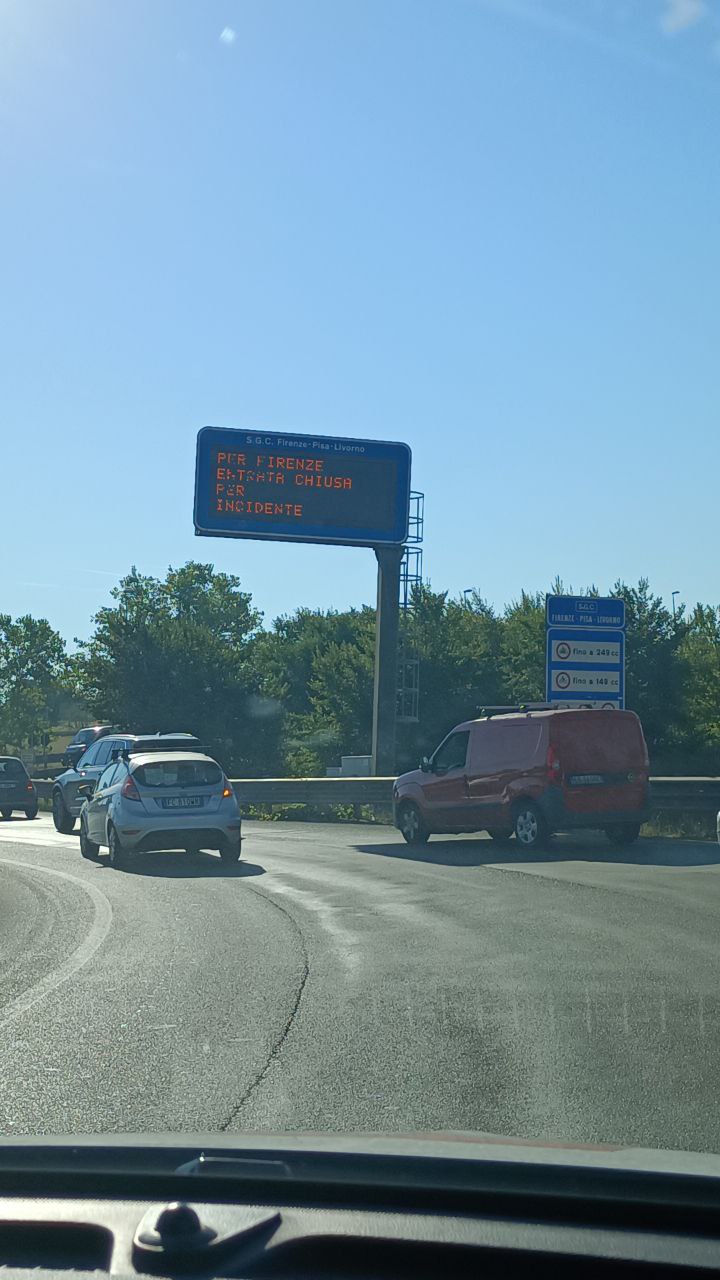 S.G.C. Firenze-Pisa-Livorno
PER FIRENZE
ENTRATA CHIUSA
PER
INCIDENTE
S.G.C.
FIRENZE - PISA - LIVORNO
fino a 249 cc
fino a 149 cc